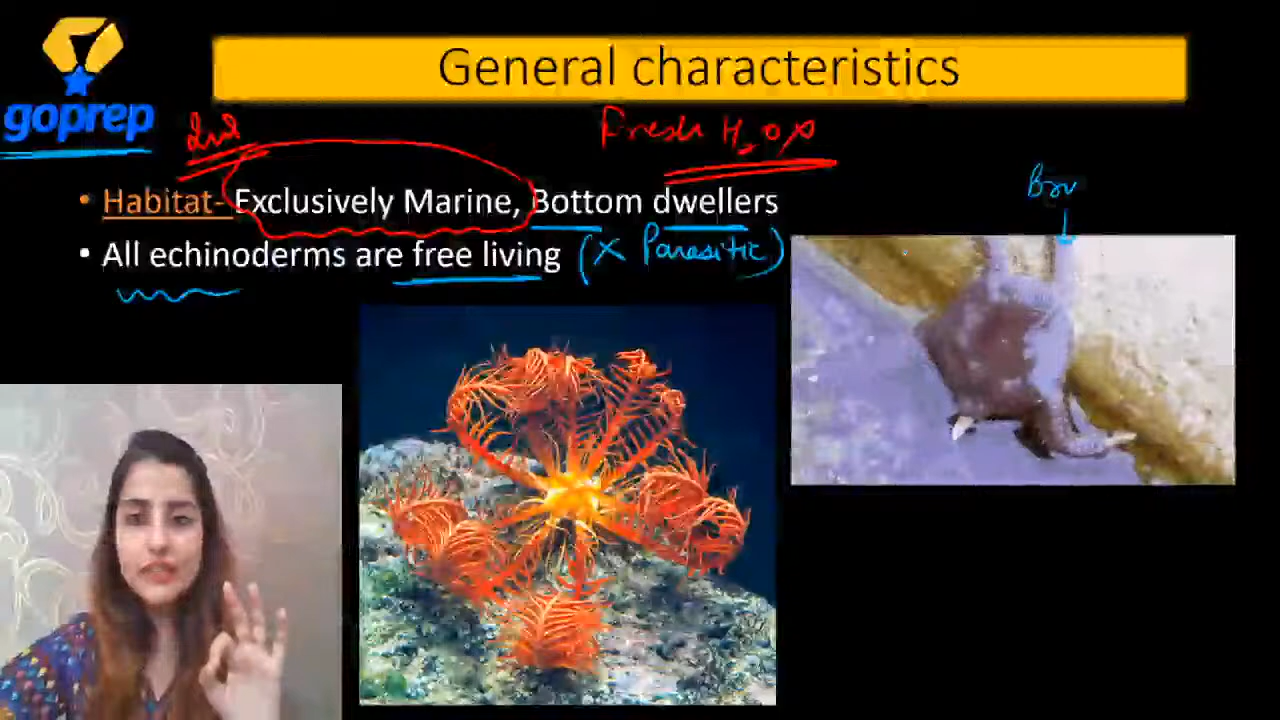 General characteristics
goprep
Fresh H2O
• Habitat- Exclusively Marine, Bottom dwellers
• All echinoderms are free living (X Parasitic)